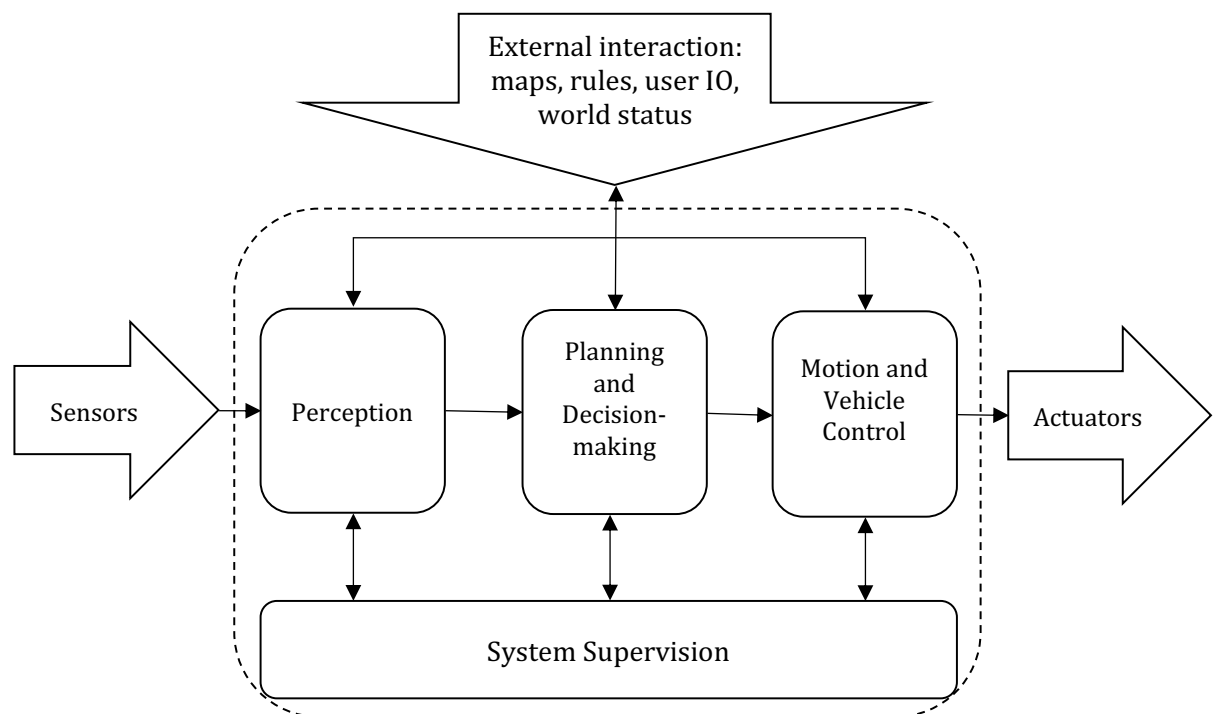 External interaction:
maps, rules, user IO,
world status
Sensors
Perception
Planning
and
Decision-
making
Motion and
Vehicle
Control
Actuators
System Supervision